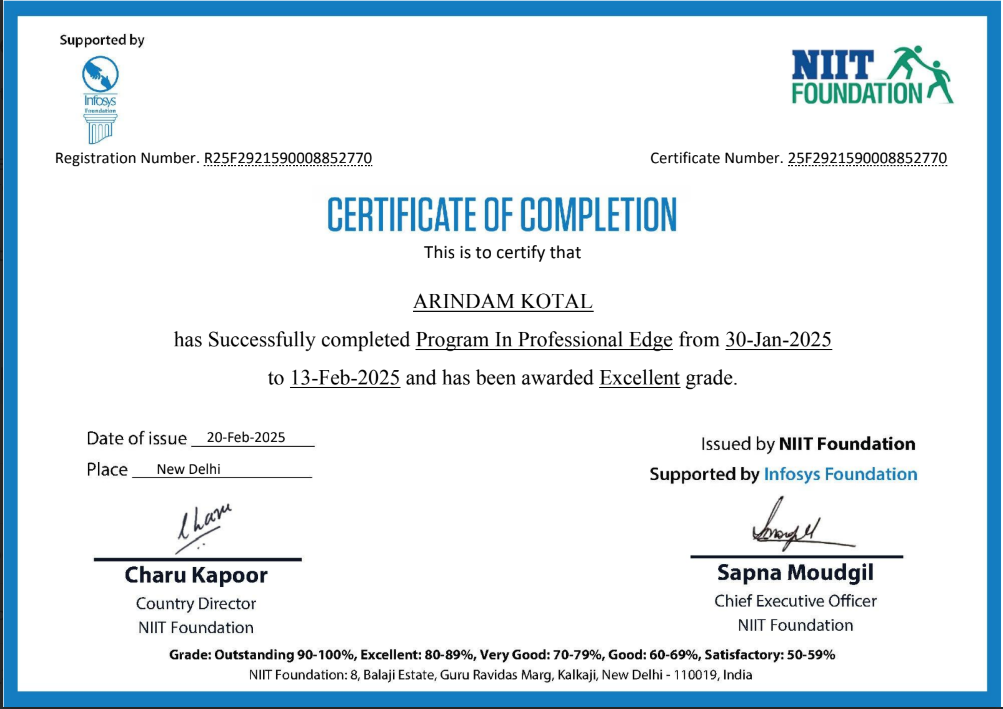 Supported by
Infosys
Foundation
NIIT
FOUNDATION
Registration Number. R25F2921590008852770
Certificate Number. 25F2921590008852770
CERTIFICATE OF COMPLETION
This is to certify that
ARINDAM KOTAL
has Successfully completed Program In Professional Edge from 30-Jan-2025
to 13-Feb-2025 and has been awarded Excellent grade.
Date of issue 20-Feb-2025
Place New Delhi
Issued by NIIT Foundation
Supported by Infosys Foundation
Charu
Charu Kapoor
Country Director
NIIT Foundation
Sapna Moudgil
Chief Executive Officer
NIIT Foundation
Grade: Outstanding 90-100%, Excellent: 80-89%, Very Good: 70-79%, Good: 60-69%, Satisfactory: 50-59%
NIIT Foundation: 8, Balaji Estate, Guru Ravidas Marg, Kalkaji, New Delhi - 110019, India